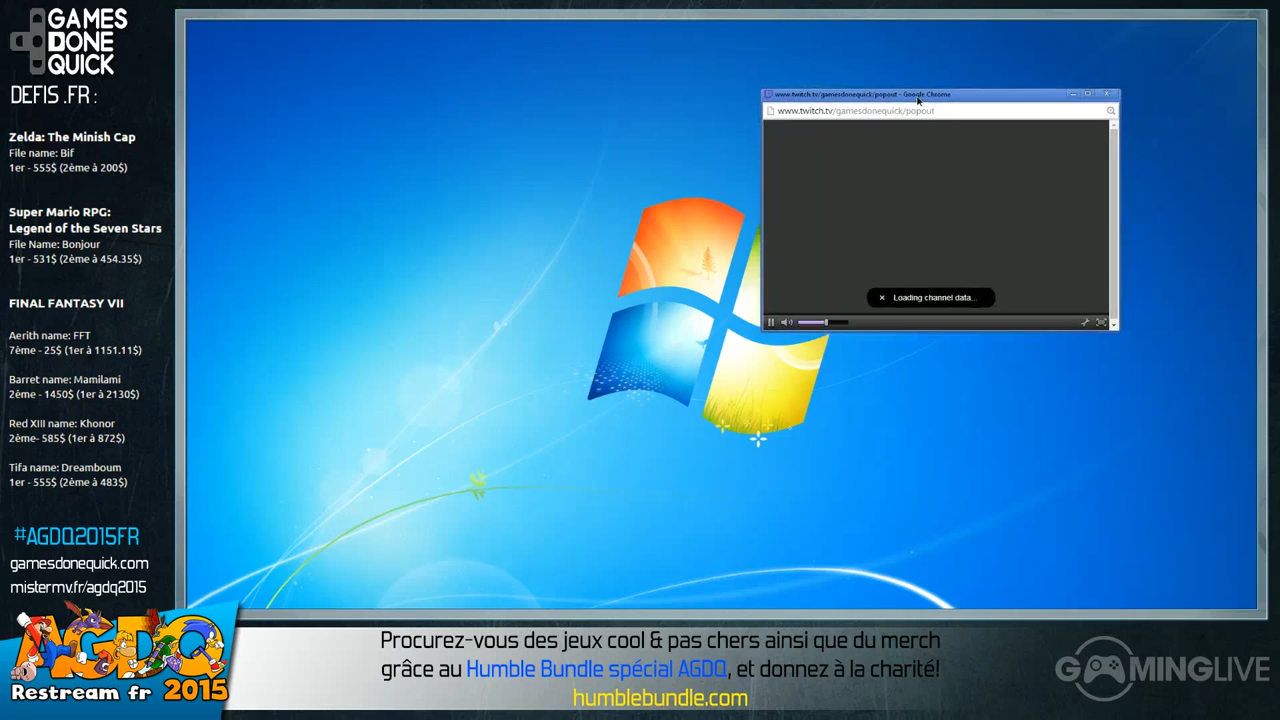 GAMES
DONE
QUICK
DEFIS .FR :
Zelda: The Minish Cap
File name: Bif
1er - 555$ (2ème à 200$)
Super Mario RPG:
Legend of the Seven Stars
File Name: Bonjour
1er - 531$ (2ème à 454.35$)
FINAL FANTASY VII
Aerith name: FFT
7ème - 25$ (1er à 1151.11$)
Barret name: Mamilami
2ème - 1450$ (1er à 2130$)
Red XIII name: Khonor
2ème- 585$ (1er à 872$)
Tifa name: Dreamboum
1er - 555$ (2ème à 483$)
#AGDQ2015FR
gamesdonequick.com
mistermv.fr/agdq2015
AGDQ
Restream fr 2015
www.twitch.tv/gamesdonequick/popout - Google Chrome
www.twitch.tv/gamesdonequick/popout
Loading channel data...
Procurez-vous des jeux cool & pas chers ainsi que du merch
grâce au Humble Bundle spécial AGDQ, et donnez à la charité!
humblebundle.com
GAMINGLIVE